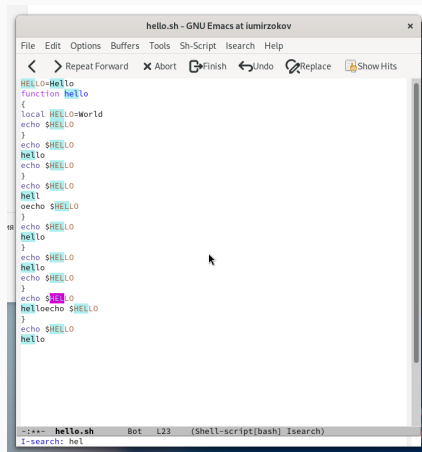 hello.sh - GNU Emacs at iumirzokov ×
File Edit Options Buffers Tools Sh-Script Isearch Help
Repeat Forward Abort Finish Undo Replace Show Hits
HELLO=Hello
function hello
{
local HELLO=World
echo $HELLO
}
echo $HELLO
hello
echo $HELLO
}
echo $HELLO
hell
oecho $HELLO
}
echo $HELLO
hello
}
echo $HELLO
hello
echo $HELLO
}
echo $HELLO
helloecho $HELLO
}
echo $HELLO
hello
-:**- hello.sh Bot L23 (Shell-script[bash] Isearch)
I-search: hel
ия